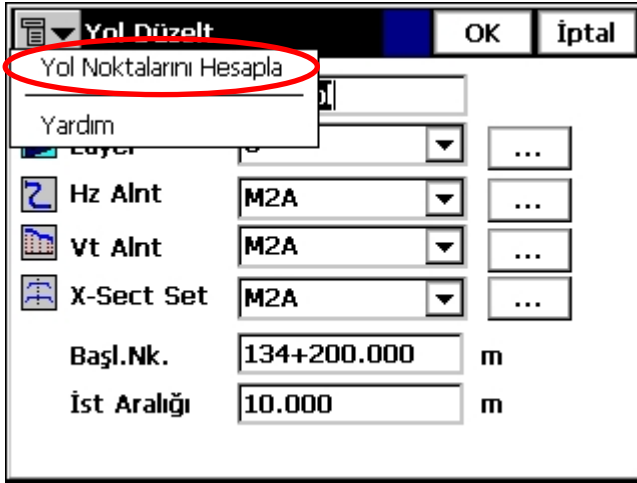 Yol Düzelt OK İptal
Yol Noktalarını Hesapla
Yardım
Layer ...
Hz Alnt M2A ...
Vt Alnt M2A ...
X-Sect Set M2A ...
Başl.Nk. 134+200.000 m
İst Aralığı 10.000 m